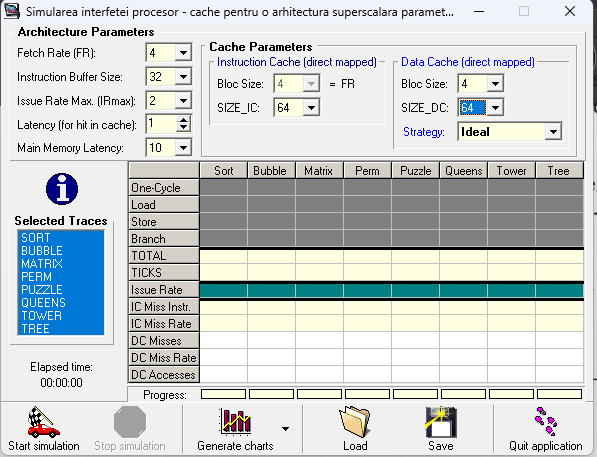 Simularea interfetei procesor - cache pentru o arhitectura superscalara paramet...
Architecture Parameters
Fetch Rate (FR): 4
Instruction Buffer Size: 32
Issue Rate Max. (IRmax): 2
Latency (for hit in cache): 1
Main Memory Latency: 10
Cache Parameters
Instruction Cache (direct mapped)
Bloc Size: 4 = FR
SIZE_IC: 64
Data Cache (direct mapped)
Bloc Size: 4
SIZE_DC: 64
Strategy: Ideal
Selected Traces
SORT
BUBBLE
MATRIX
PERM
PUZZLE
QUEENS
TOWER
TREE
Elapsed time:
00:00:00
Sort Bubble Matrix Perm Puzzle Queens Tower Tree
One-Cycle
Load
Store
Branch
TOTAL
TICKS
Issue Rate
IC Miss Instr.
IC Miss Rate
DC Misses
DC Miss Rate
DC Accesses
Progress:
Start simulation Stop simulation Generate charts Load Save Quit application